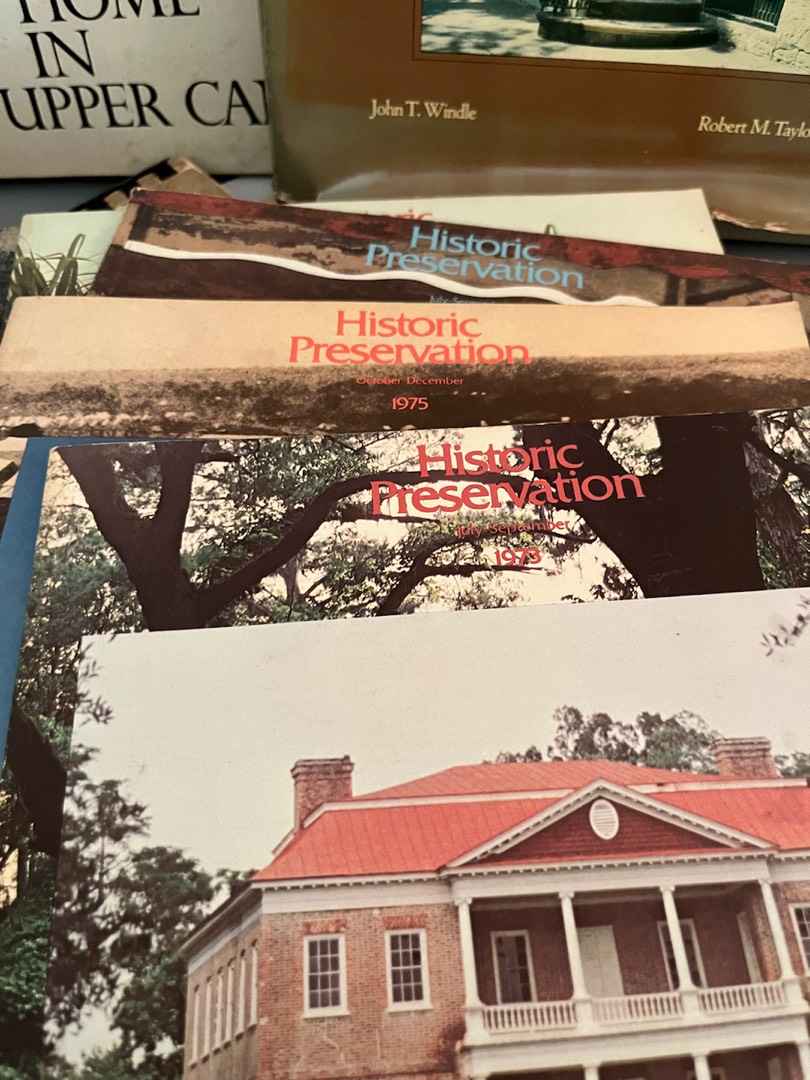 HOME
IN
UPPER CA
John T. Windle
Robert M. Taylo
Historic
Preservation
Historic
Preservation
October-December
1975
Historic
Preservation
July-September
1973